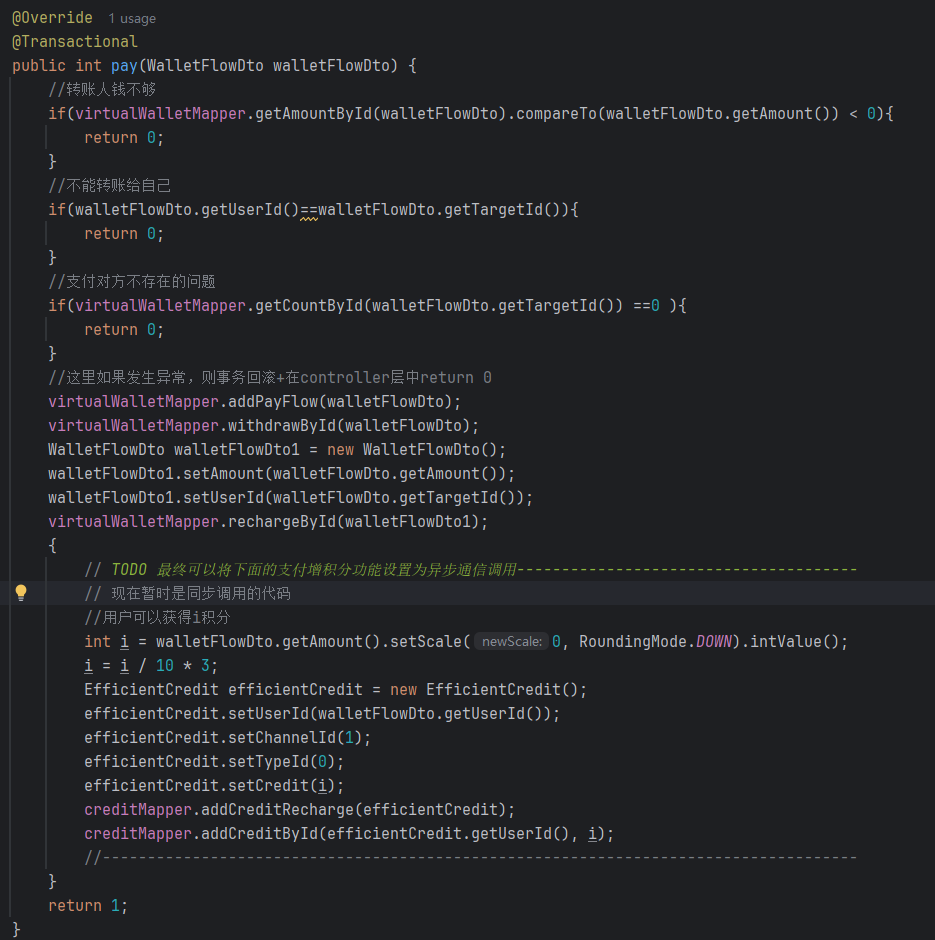 @Override 1 usage
@Transactional
public int pay(WalletFlowDto walletFlowDto) {
//转账人钱不够
if(virtualWalletMapper.getAmountById(walletFlowDto).compareTo(walletFlowDto.getAmount()) < 0){
return 0;
}
//不能转账给自己
if(walletFlowDto.getUserId()==walletFlowDto.getTargetId()){
return 0;
}
//支付对方不存在的问题
if(virtualWalletMapper.getCountById(walletFlowDto.getTargetId()) ==0 ){
return 0;
}
//这里如果发生异常，则事务回滚+在controller层中return 0
virtualWalletMapper.addPayFlow(walletFlowDto);
virtualWalletMapper.withdrawById(walletFlowDto);
WalletFlowDto walletFlowDto1 = new WalletFlowDto();
walletFlowDto1.setAmount(walletFlowDto.getAmount());
walletFlowDto1.setUserId(walletFlowDto.getTargetId());
virtualWalletMapper.rechargeById(walletFlowDto1);
{
// TODO 最终可以将下面的支付增积分功能设置为异步通信调用--------------------------------------
// 现在暂时是同步调用的代码
//用户可以获得i积分
int i = walletFlowDto.getAmount().setScale( newScale: 0, RoundingMode.DOWN).intValue();
i = i / 10 * 3;
EfficientCredit efficientCredit = new EfficientCredit();
efficientCredit.setUserId(walletFlowDto.getUserId());
efficientCredit.setChannelId(1);
efficientCredit.setTypeId(0);
efficientCredit.setCredit(i);
creditMapper.addCreditRecharge(efficientCredit);
creditMapper.addCreditById(efficientCredit.getUserId(), i);
//------------------------------------------------------------------------------------
}
return 1;
}